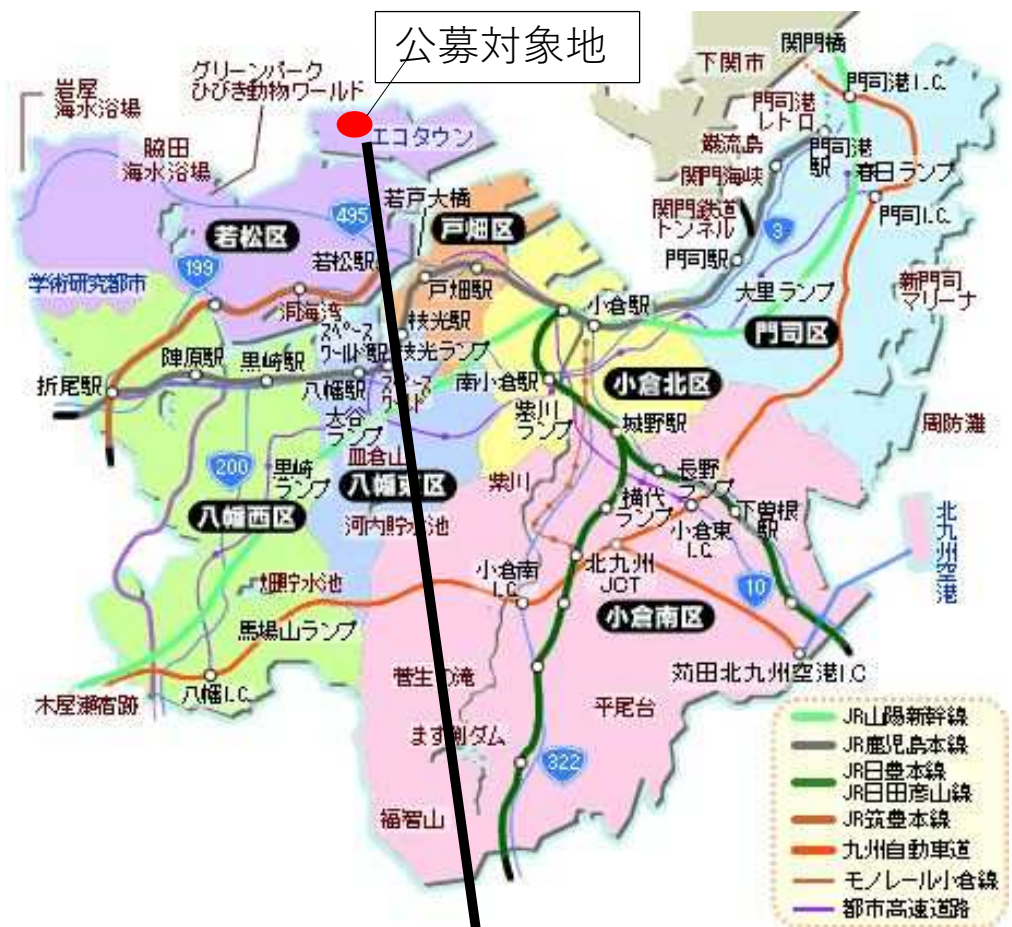 公募対象地
関門橋
下関市
グリーンパーク
ひびき動物ワールド
岩屋
海水浴場
門司港I.C.
門司港
レトロ
エコタウン
巌流島
門司港
駅
脇田
海水浴場
関門海峡
春日ランプ
若戸大橋
関門鉄道
トンネル
門司I.C.
495
戸畑区
3
若松区
若松駅
門司駅
199
新門司
マリーナ
学術研究都市
戸畑駅
大里ランプ
洞海湾
小倉駅
枝光駅
門司区
スペース
ワールド駅
枝光ランプ
陣原駅
黒崎駅
折尾駅
八幡駅
スペース
ワールド
南小倉駅
小倉北区
大谷
ランプ
紫川
ランプ
城野駅
周防灘
皿倉山
200
黒崎
ランプ
八幡東区
紫川
長野
ランプ
横代
ランプ
下曽根
駅
八幡西区
河内貯水池
小倉東
I.C.
北九州空港
畑貯水池
小倉南
I.C.
北九州
JCT
10
小倉南区
馬場山ランプ
菅生の滝
苅田北九州空港I.C
木屋瀬宿跡
八幡I.C.
平尾台
ます渕ダム
322
福智山
JR山陽新幹線
JR鹿児島本線
JR日豊本線
JR日田彦山線
JR筑豊本線
九州自動車道
モノレール小倉線
都市高速道路